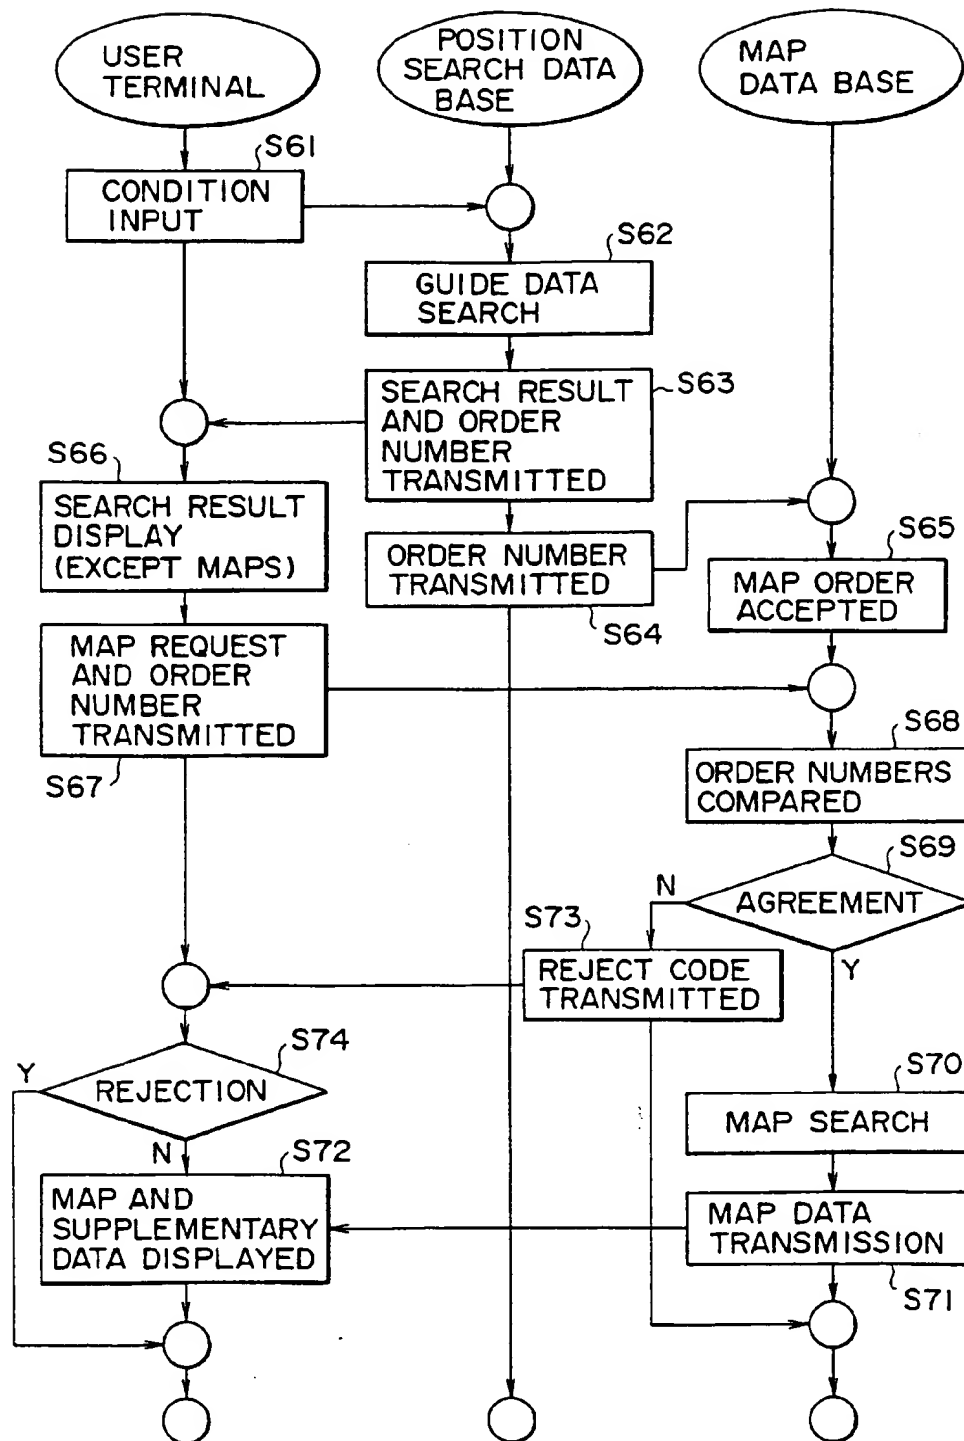 USER
TERMINAL
POSITION
SEARCH DATA
BASE
MAP
DATA BASE
S61
CONDITION
INPUT
S62
GUIDE DATA
SEARCH
S63
SEARCH RESULT
AND ORDER
NUMBER
TRANSMITTED
S66
SEARCH RESULT
DISPLAY
(EXCEPT MAPS)
ORDER NUMBER
TRANSMITTED
S64
S65
MAP ORDER
ACCEPTED
MAP REQUEST
AND ORDER
NUMBER
TRANSMITTED
S67
S68
ORDER NUMBERS
COMPARED
S69
AGREEMENT
N
Y
S73
REJECT CODE
TRANSMITTED
S74
REJECTION
Y
N
S70
MAP SEARCH
S72
MAP AND
SUPPLEMENTARY
DATA DISPLAYED
MAP DATA
TRANSMISSION
S71